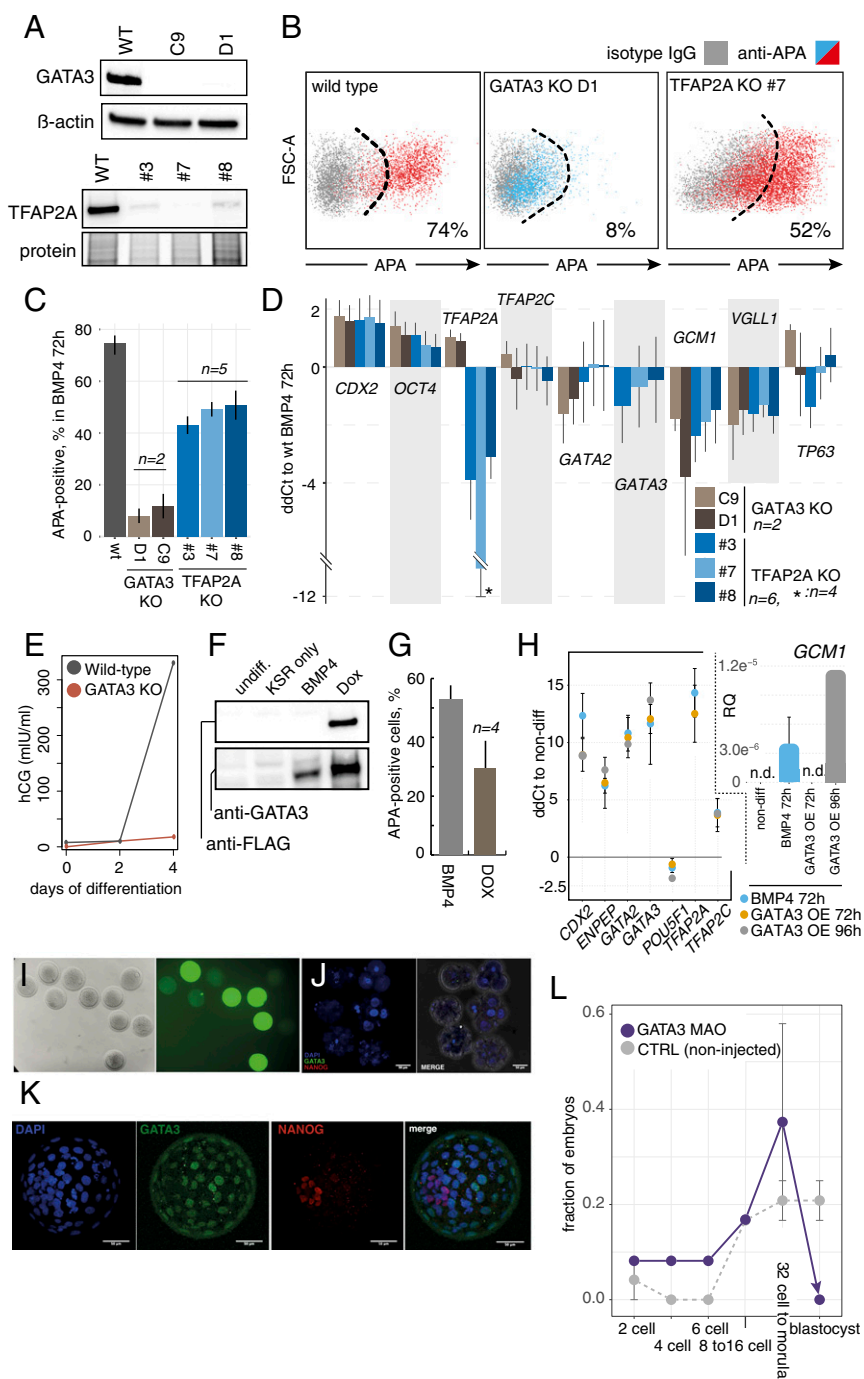 A
WT
C9
D1
GATA3
ß-actin
WT
#3
#7
#8
TFAP2A
protein
B
isotype IgG
anti-APA
wild type
GATA3 KO D1
TFAP2A KO #7
FSC-A
74%
8%
52%
APA
APA
APA
C
APA-positive, % in BMP4 72h
80
60
40
20
0
n=5
n=2
wt
D1
C9
#3
#7
#8
GATA3
KO
TFAP2A
KO
D
ddCt to wt BMP4 72h
2
0
-4
-12
CDX2
OCT4
TFAP2A
TFAP2C
GATA2
GATA3
GCM1
VGLL1
TP63
*
C9
D1
GATA3 KO
n=2
#3
#7
#8
TFAP2A KO
n=6, *:n=4
E
Wild-type
GATA3 KO
hCG (mIU/ml)
300
200
100
0
0 2 4
days of differentiation
F
undiff.
KSR only
BMP4
Dox
anti-GATA3
anti-FLAG
G
APA-positive cells, %
60
40
20
0
n=4
BMP4
DOX
H
ddCt to non-diff
15
10
5
0
-2.5
CDX2
ENPEP
GATA2
GATA3
POU5F1
TFAP2A
TFAP2C
GCM1
RQ
1.2e⁻⁵
3.0e⁻⁶
0
n.d.
n.d.
non-diff
BMP4 72h
GATA3 OE 72h
GATA3 OE 96h
BMP4 72h
GATA3 OE 72h
GATA3 OE 96h
I
J
DAPI
GATA3
NANOG
MERGE
K
DAPI
GATA3
NANOG
merge
L
GATA3 MAO
CTRL (non-injected)
fraction of embryos
0.6
0.4
0.2
0.0
2 cell
4 cell
6 cell
8 to16 cell
32 cell to morula
blastocyst